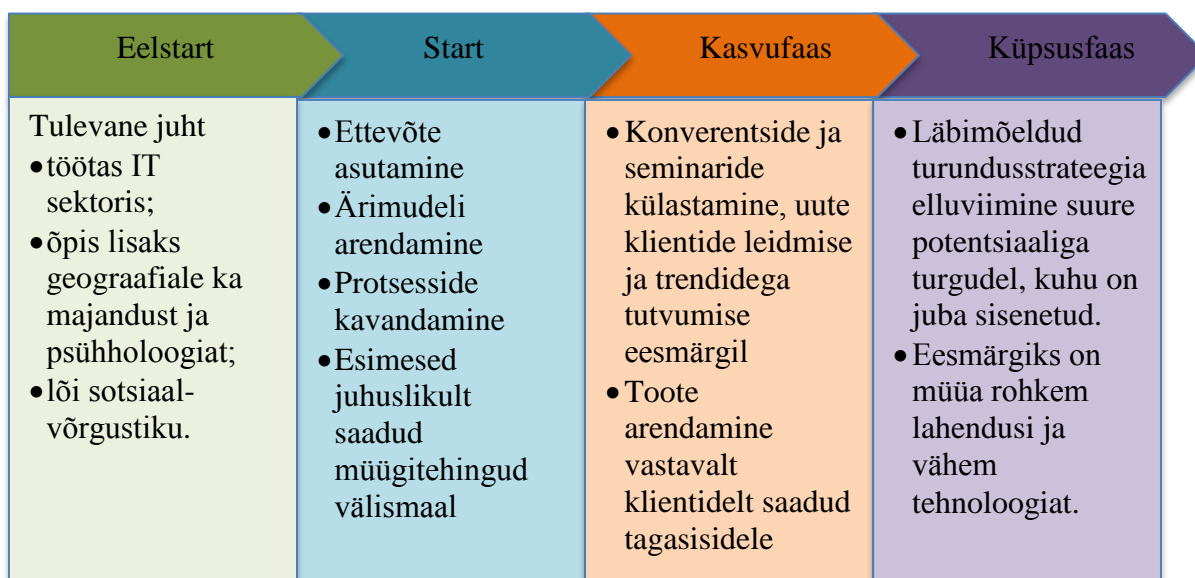 Eelstart
Tulevane juht
•töötas IT
sektoris;
•õpis lisaks
geograafiale ka
majandust ja
psühholoogiat;
•lõi sotsiaal-
võrgustiku.
Start
•Ettevõte
asutamine
•Ärimudeli
arendamine
•Protsesside
kavandamine
•Esimesed
juhuslikult
saadud
müügitehingud
välismaal
Kasvufaas
•Konverentside ja
seminaride
külastamine, uute
klientide leidmise
ja trendidega
tutvumise
eesmärgil
•Toote
arendamine
vastavalt
klientidelt saadud
tagasisidele
Küpsusfaas
•Läbimõeldud
turundusstrateegia
elluviimine suure
potentsiaaliga
turgudel, kuhu on
juba sisenetud.
•Eesmärgiks on
müüa rohkem
lahendusi ja
vähem
tehnoloogiat.